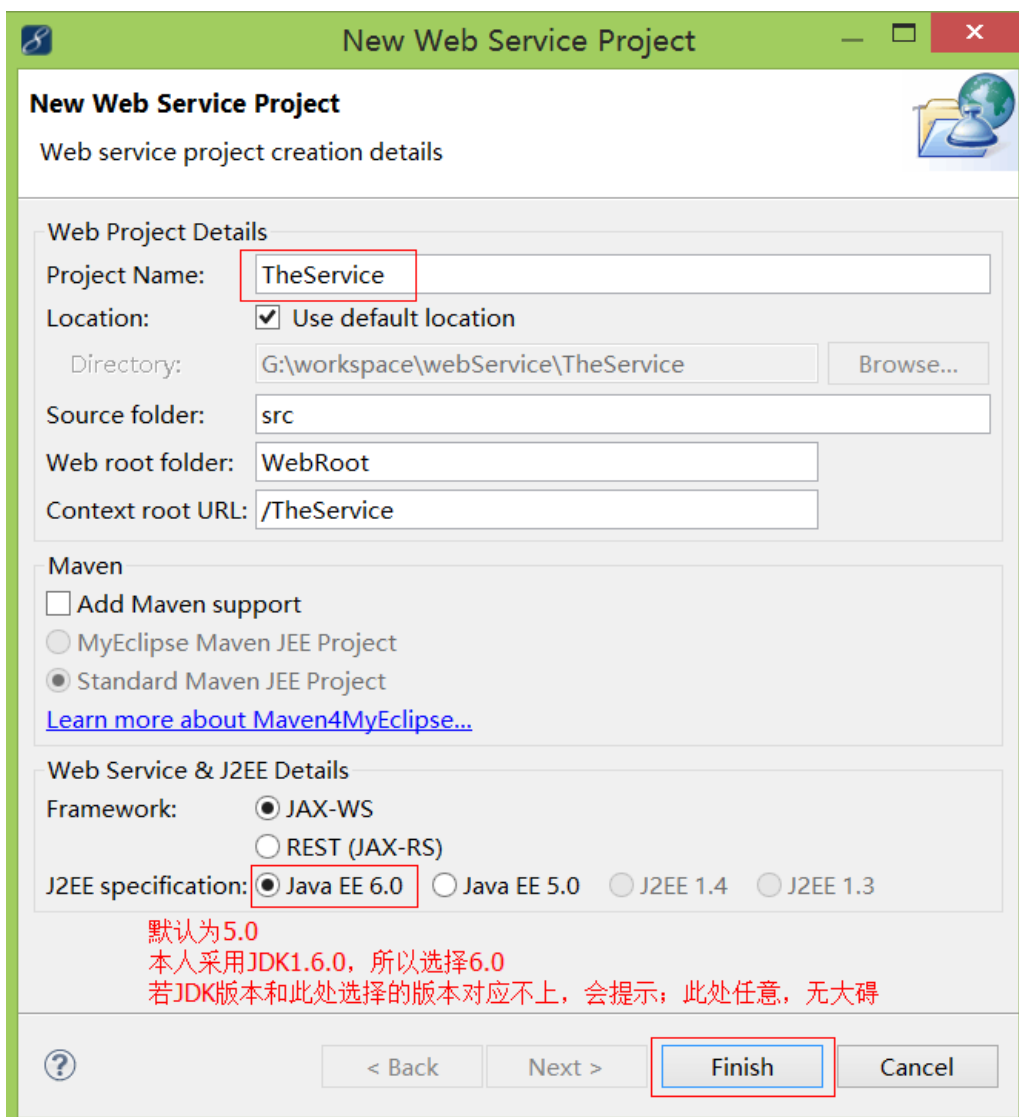 New Web Service Project
New Web Service Project
Web service project creation details
Web Project Details
Project Name: TheService
Location: Use default location
Directory: G:\workspace\webService\TheService Browse...
Source folder: src
Web root folder: WebRoot
Context root URL: /TheService
Maven
Add Maven support
MyEclipse Maven JEE Project
Standard Maven JEE Project
Learn more about Maven4MyEclipse...
Web Service & J2EE Details
Framework: JAX-WS
REST (JAX-RS)
J2EE specification: Java EE 6.0 Java EE 5.0 J2EE 1.4 J2EE 1.3
默认为5.0
本人采用JDK1.6.0，所以选择6.0
若JDK版本和此处选择的版本对应不上，会提示；此处任意，无大碍
? < Back Next > Finish Cancel